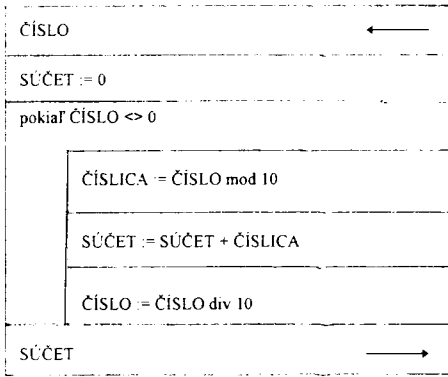 ČÍSLO
SÚČET := 0
pokiaľ ČÍSLO <> 0
ČÍSLICA := ČÍSLO mod 10
SÚČET := SÚČET + ČÍSLICA
ČÍSLO := ČÍSLO div 10
SÚČET